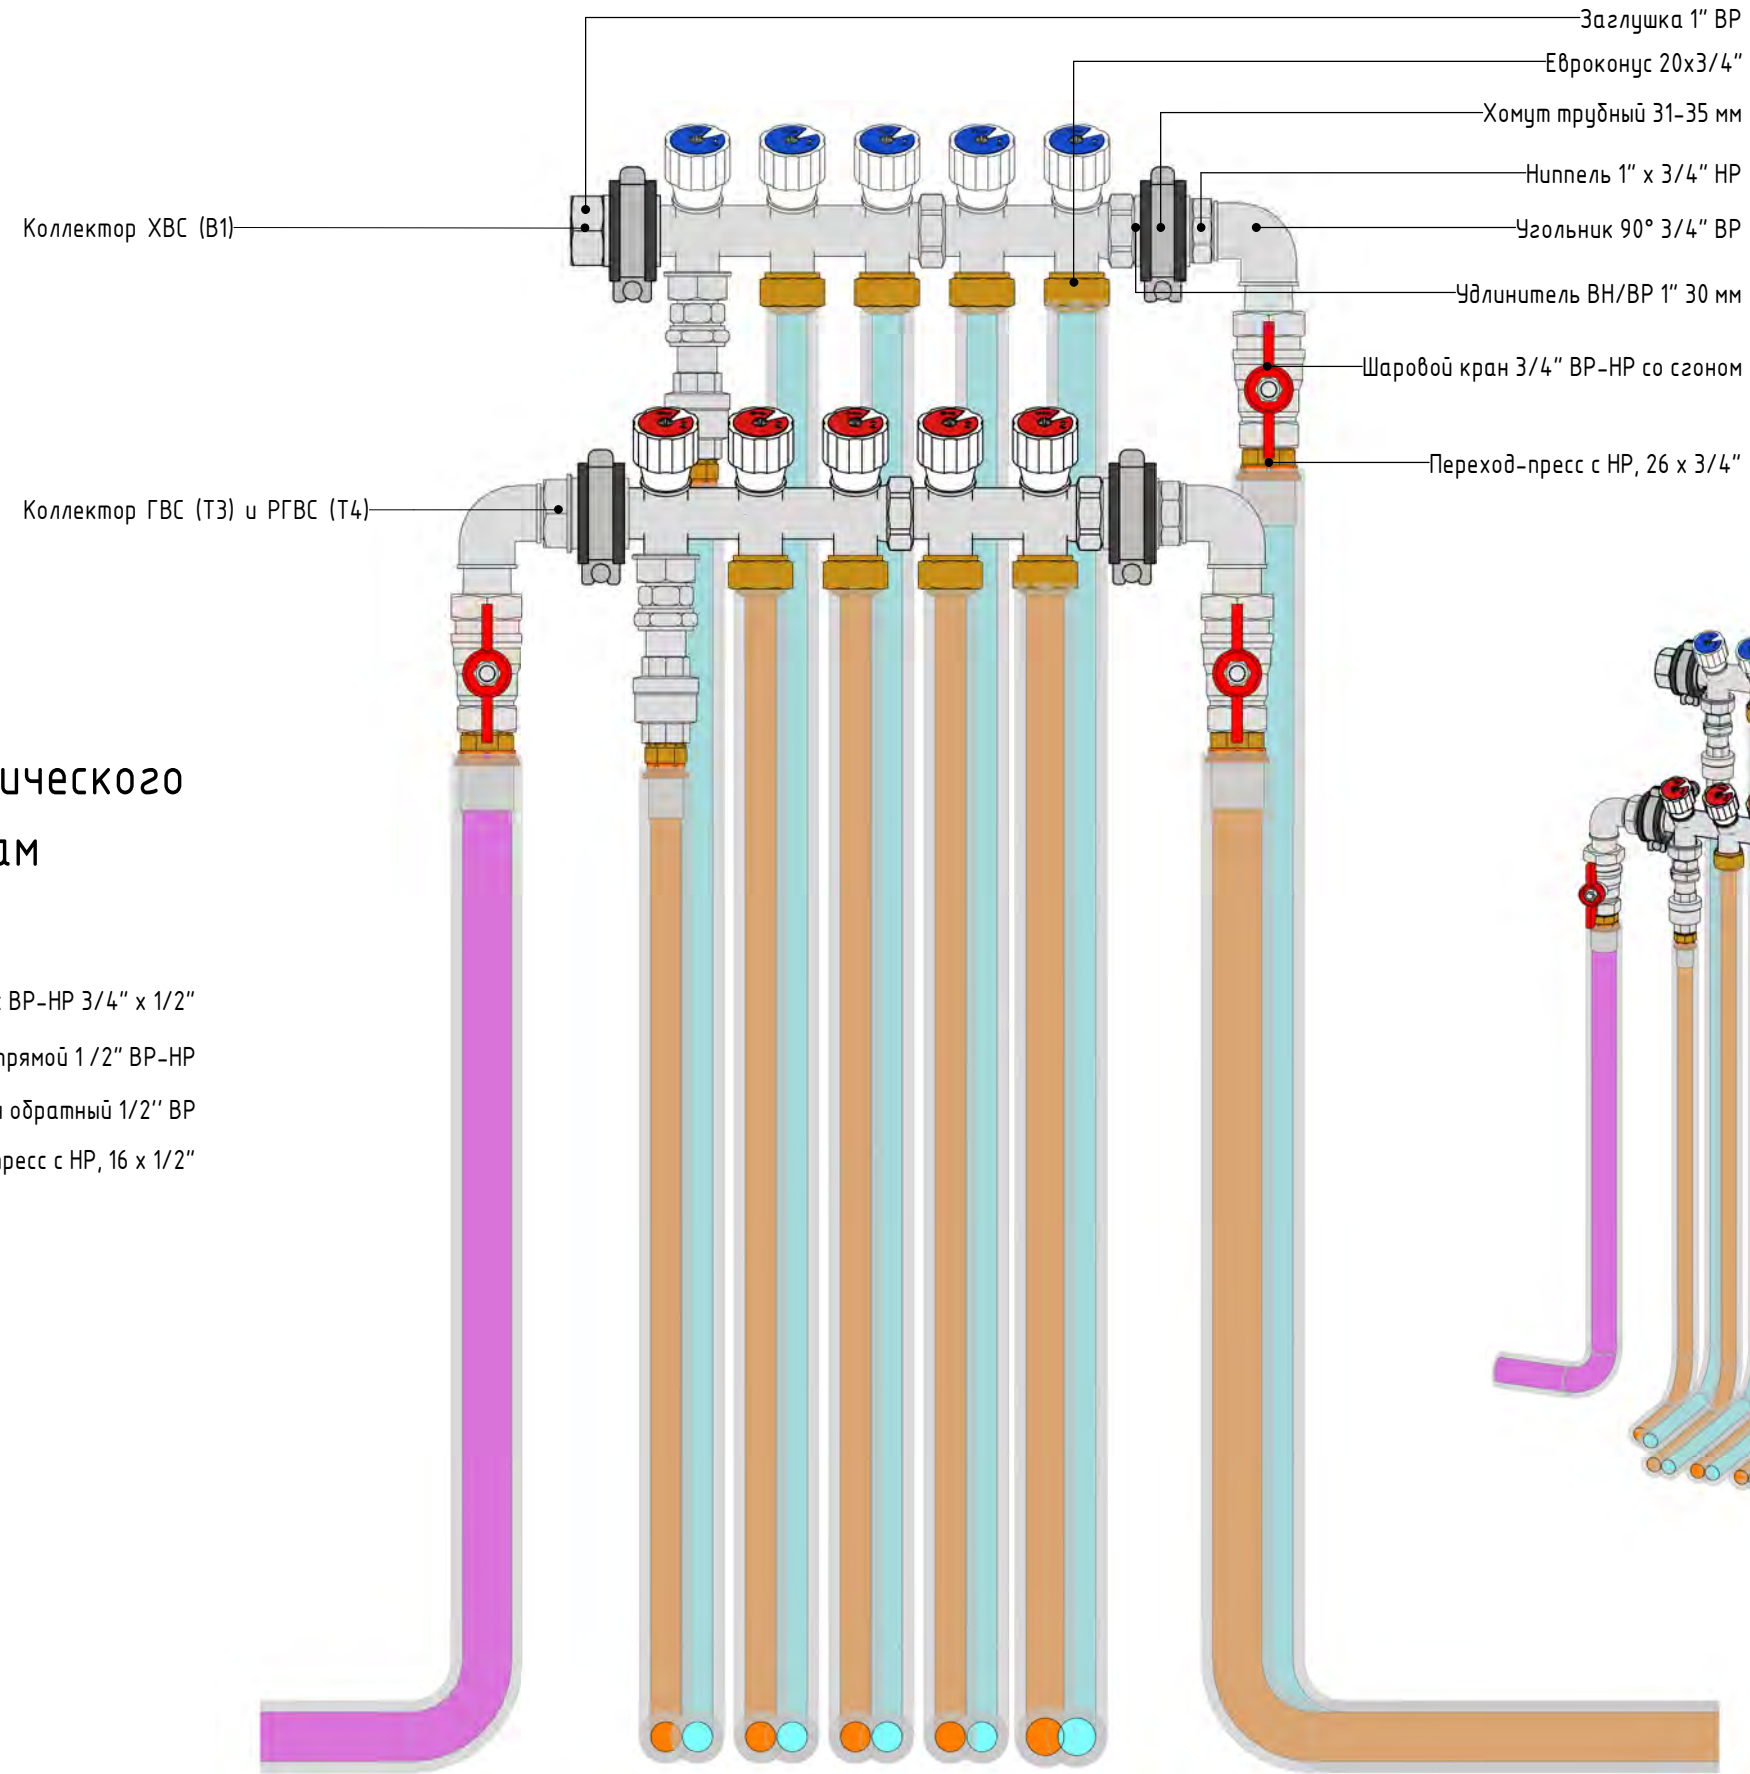 Заглушка 1" ВР
Евроконус 20х3/4"
Хомут трубный 31-35 мм
Ниппель 1" х 3/4" НР
Коллектор ХВС (В1)
Угольник 90° 3/4" ВР
Удлинитель ВН/ВР 1" 30 мм
Шаровой кран 3/4" ВР-НР со сгоном
Переход-пресс с НР, 26 х 3/4"
Коллектор ГВС (Т3) и РГВС (Т4)
ического
ам
ВР-НР 3/4" х 1/2"
прямой 1/2" ВР-НР
обратный 1/2'' ВР
ресс с НР, 16 х 1/2"